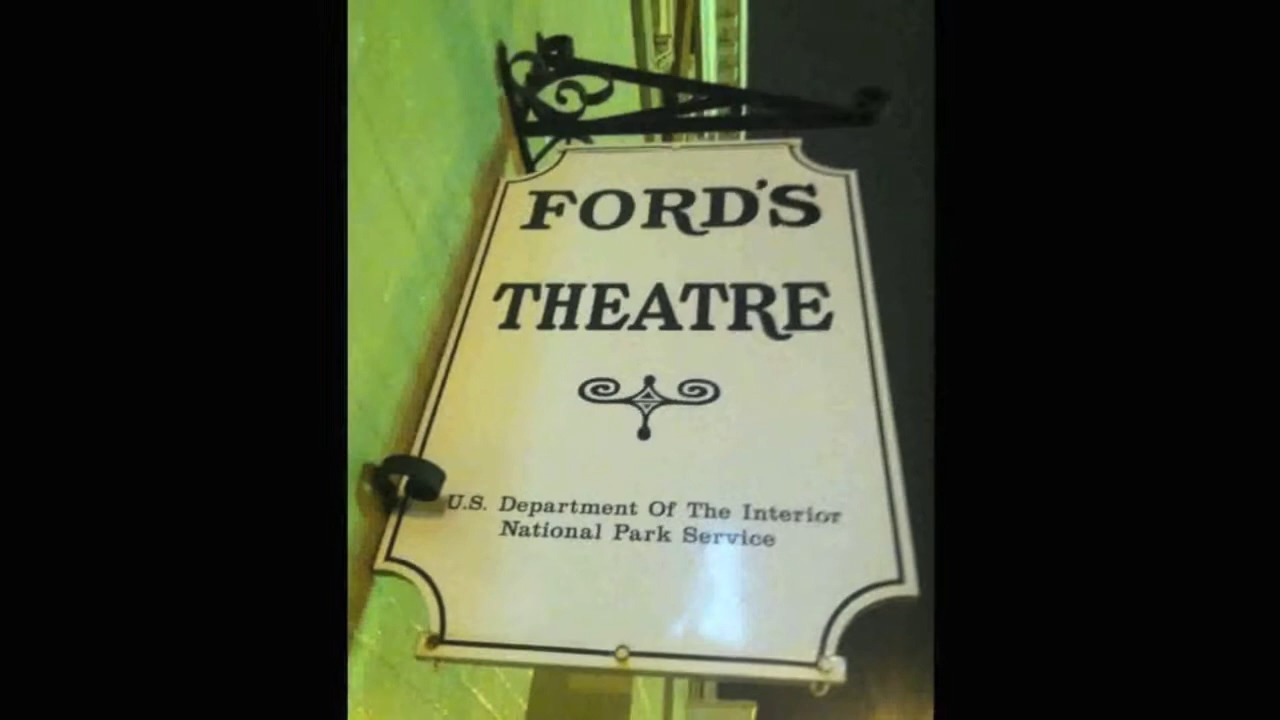 FORD'S
THEATRE
U.S. Department Of The Interior
National Park Service